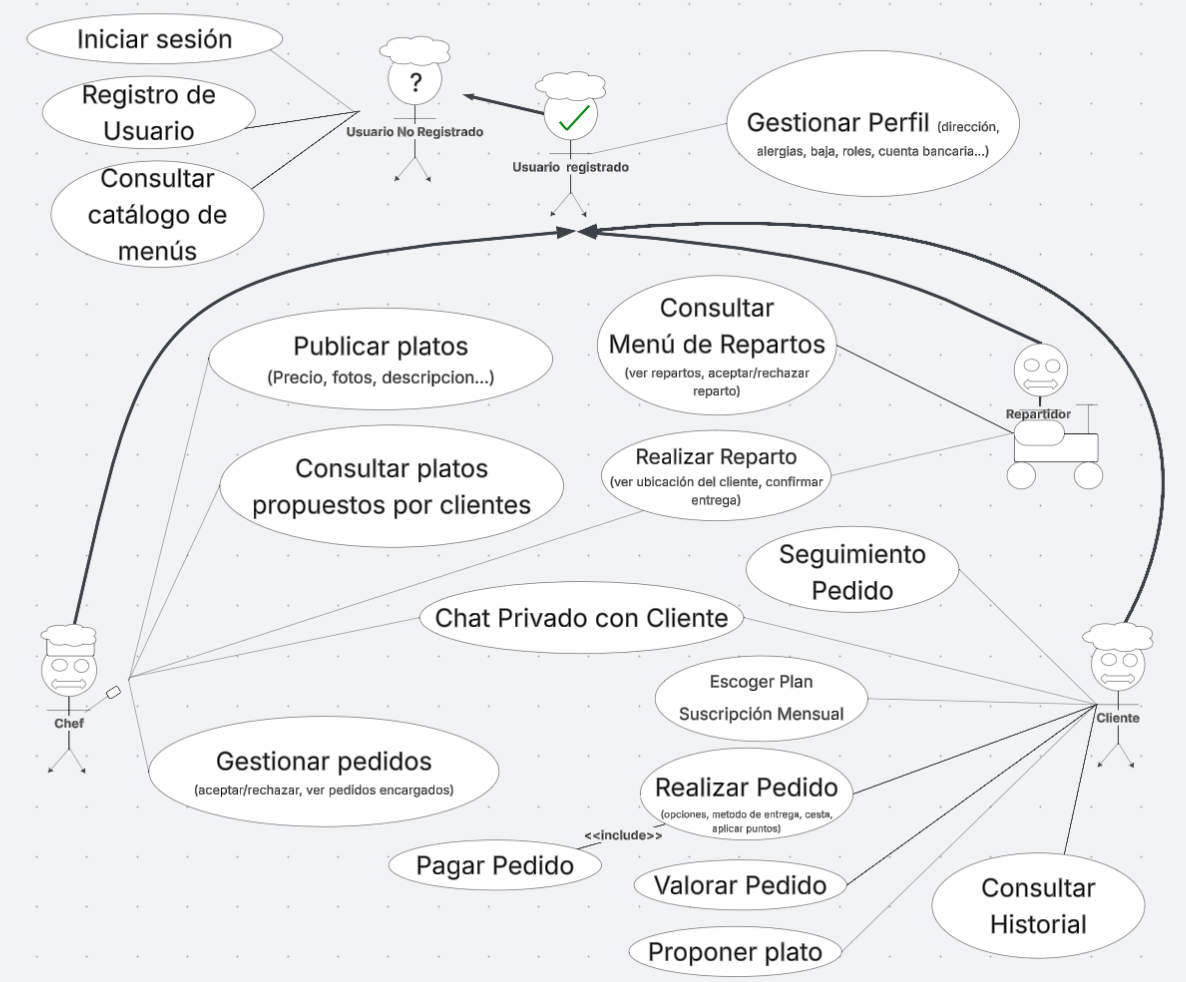 Iniciar sesión
Registro de
Usuario
Consultar
catálogo de
menús
?
Usuario No Registrado
Usuario registrado
Gestionar Perfil (dirección,
alergias, baja, roles, cuenta bancaria...)
Publicar platos
(Precio, fotos, descripcion...)
Consultar
Menú de Repartos
(ver repartos, aceptar/rechazar
reparto)
Repartidor
Consultar platos
propuestos por clientes
Realizar Reparto
(ver ubicación del cliente, confirmar
entrega)
Seguimiento
Pedido
Chat Privado con Cliente
Escoger Plan
Suscripción Mensual
Chef
Cliente
Gestionar pedidos
(aceptar/rechazar, ver pedidos encargados)
Realizar Pedido
(opciones, metodo de entrega, cesta,
aplicar puntos)
<<include>>
Pagar Pedido
Valorar Pedido
Consultar
Historial
Proponer plato